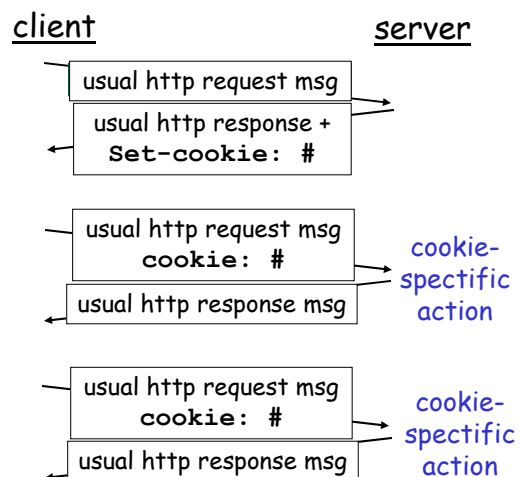 client
server
usual http request msg
usual http response +
Set-cookie: #
usual http request msg
cookie: #
usual http response msg
cookie-
spectific
action
usual http request msg
cookie: #
usual http response msg
cookie-
spectific
action